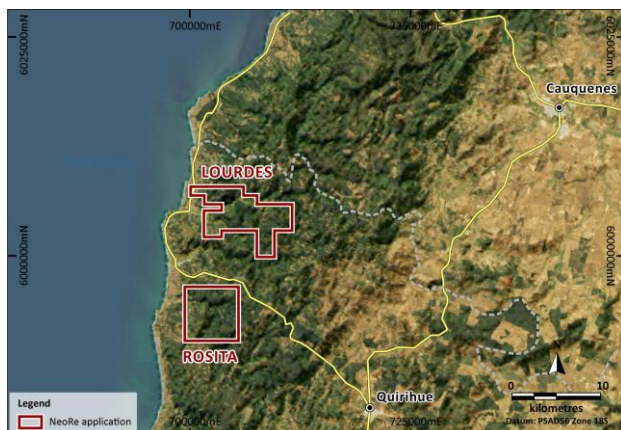 700000mE
725000mE
6025000mN
6025000mN
Cauquenes
LOURDES
6000000mN
6000000mN
ROSITA
Quirihue
0
10
kilometres
Datum: PSAD56 Zone 18S
700000mE
725000mE
Legend
NeoRe application